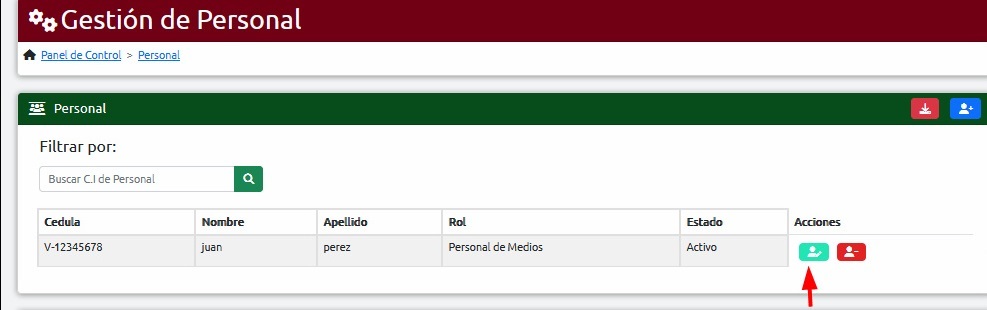 Gestión de Personal
Panel de Control > Personal
Personal
Filtrar por:
Buscar C.I de Personal
Cedula Nombre Apellido Rol Estado Acciones
V-12345678 juan perez Personal de Medios Activo